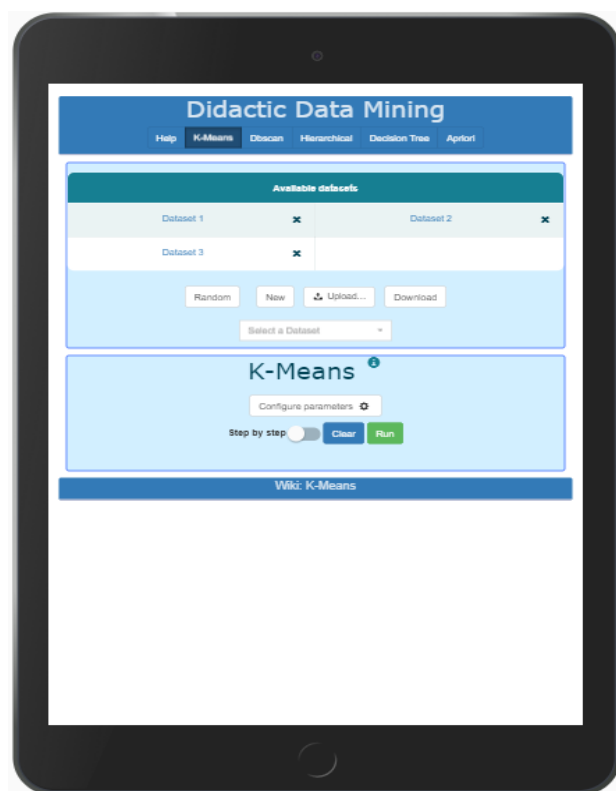 Didactic Data Mining
Help K-Means Dbscan Hierarchical Decision Tree Apriori
Available datasets
Dataset 1 Dataset 2
Dataset 3
Random New Upload... Download
Select a Dataset
K-Means
Configure parameters
Step by step Clear Run
Wiki: K-Means